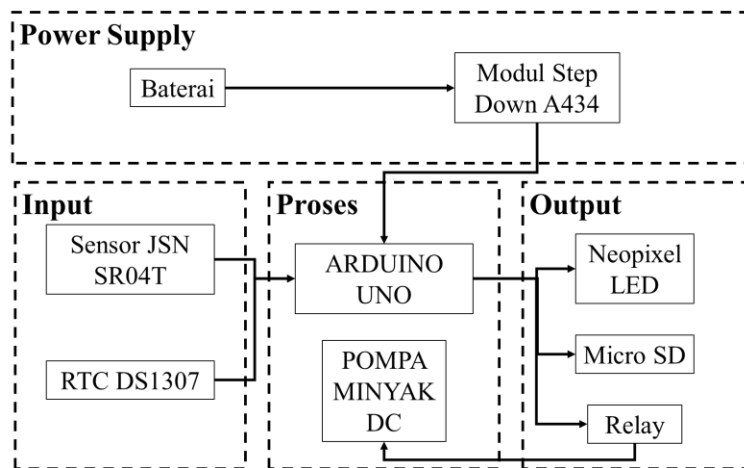 Power Supply
Baterai
Modul Step
Down A434
Input
Sensor JSN
SR04T
RTC DS1307
Proses
ARDUINO
UNO
POMPA
MINYAK
DC
Output
Neopixel
LED
Micro SD
Relay